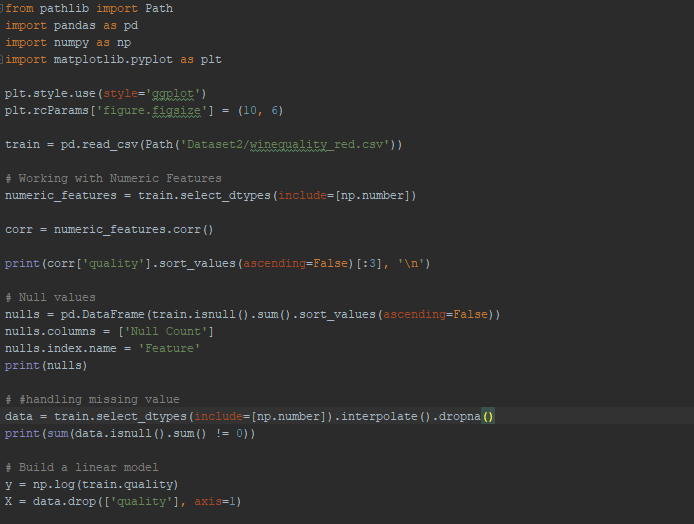 from pathlib import Path
import pandas as pd
import numpy as np
import matplotlib.pyplot as plt
plt.style.use(style='ggplot')
plt.rcParams['figure.figsize'] = (10, 6)
train = pd.read_csv(Path('Dataset2/winequality_red.csv'))
# Working with Numeric Features
numeric_features = train.select_dtypes(include=[np.number])
corr = numeric_features.corr()
print(corr['quality'].sort_values(ascending=False)[:3], '\n')
# Null values
nulls = pd.DataFrame(train.isnull().sum().sort_values(ascending=False))
nulls.columns = ['Null Count']
nulls.index.name = 'Feature'
print(nulls)
# #handling missing value
data = train.select_dtypes(include=[np.number]).interpolate().dropna()
print(sum(data.isnull().sum() != 0))
# Build a linear model
y = np.log(train.quality)
X = data.drop(['quality'], axis=1)